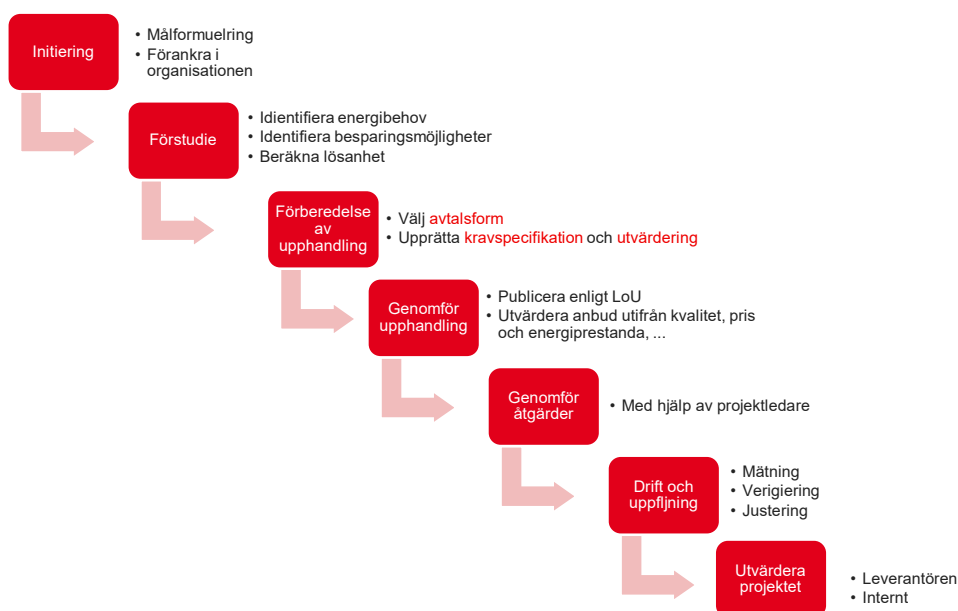 Initiering
• Målformuelring
• Förankra i
organisationen
Förstudie
• Idientifiera energibehov
• Identifiera besparingsmöjligheter
• Beräkna lösanhet
Förberedelse
av
upphandling
• Välj avtalsform
• Upprätta kravspecifikation och utvärdering
Genomför
upphandling
• Publicera enligt LoU
• Utvärdera anbud utifrån kvalitet, pris
och energiprestanda, ...
Genomför
åtgärder
• Med hjälp av projektledare
Drift och
uppfljning
• Mätning
• Verigiering
• Justering
Utvärdera
projektet
• Leverantören
• Internt